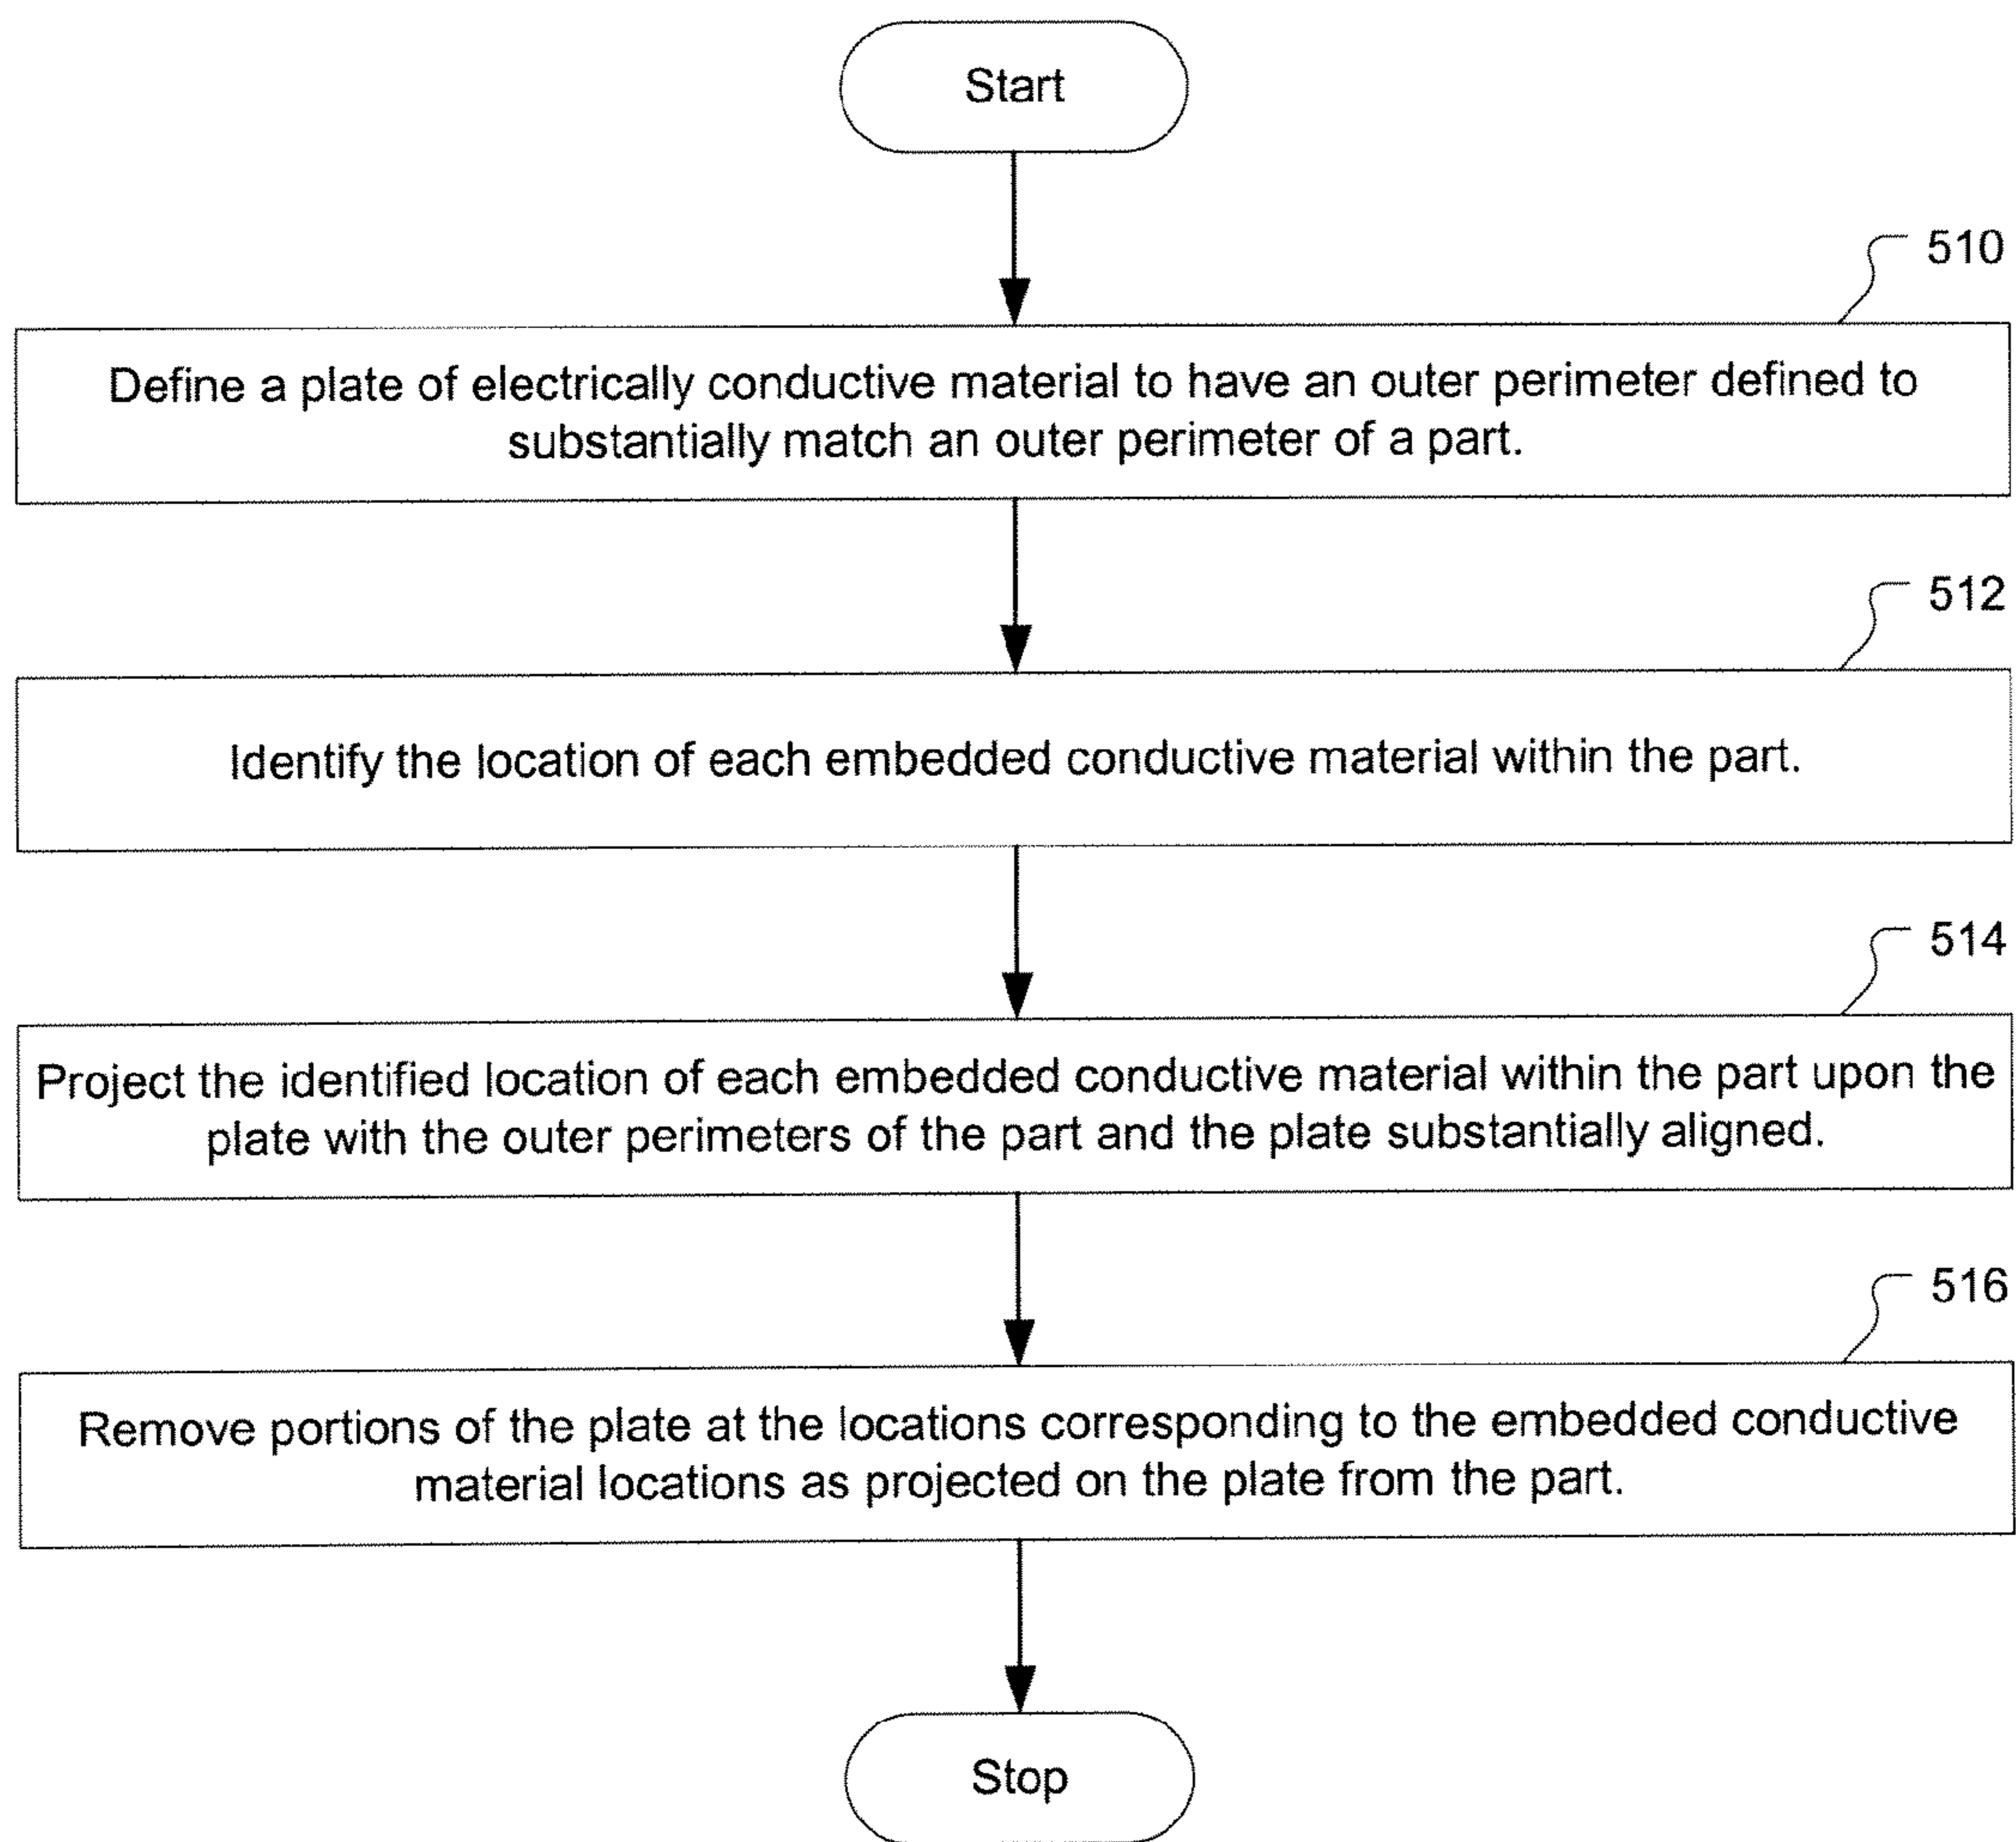 Start
510
Define a plate of electrically conductive material to have an outer perimeter defined to
substantially match an outer perimeter of a part.
512
Identify the location of each embedded conductive material within the part.
514
Project the identified location of each embedded conductive material within the part upon the
plate with the outer perimeters of the part and the plate substantially aligned.
516
Remove portions of the plate at the locations corresponding to the embedded conductive
material locations as projected on the plate from the part.
Stop